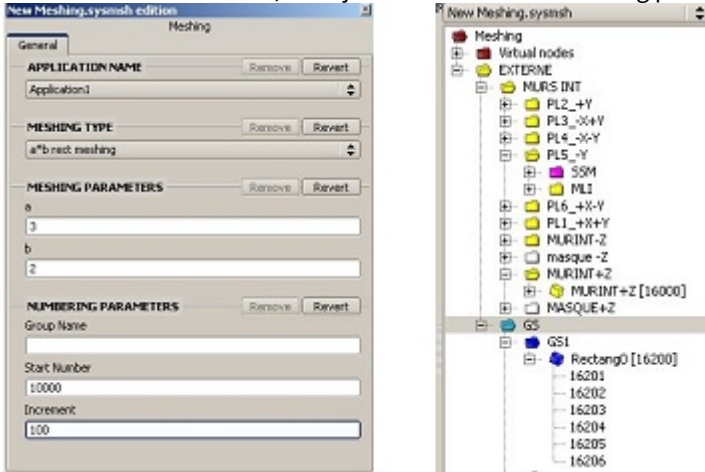 New Meshing.sysmsh edition
Meshing
General
APPLICATION NAME
Remove
Revert
Application1
MESHING TYPE
Remove
Revert
a*b rect meshing
MESHING PARAMETERS
Remove
Revert
a
3
b
2
NUMBERING PARAMETERS
Remove
Revert
Group Name
Start Number
10000
Increment
100
New Meshing.sysmsh
Meshing
Virtual nodes
EXTERNE
MURS INT
PL2_+Y
PL3_-X+Y
PL4_-X-Y
PL5_-Y
SSM
MLI
PL6_+X-Y
PL1_+X+Y
MURINT-Z
masque -Z
MURINT+Z
MURINT+Z [16000]
MASQUE+Z
GS
GS1
Rectang0 [16200]
16201
16202
16203
16204
16205
16206